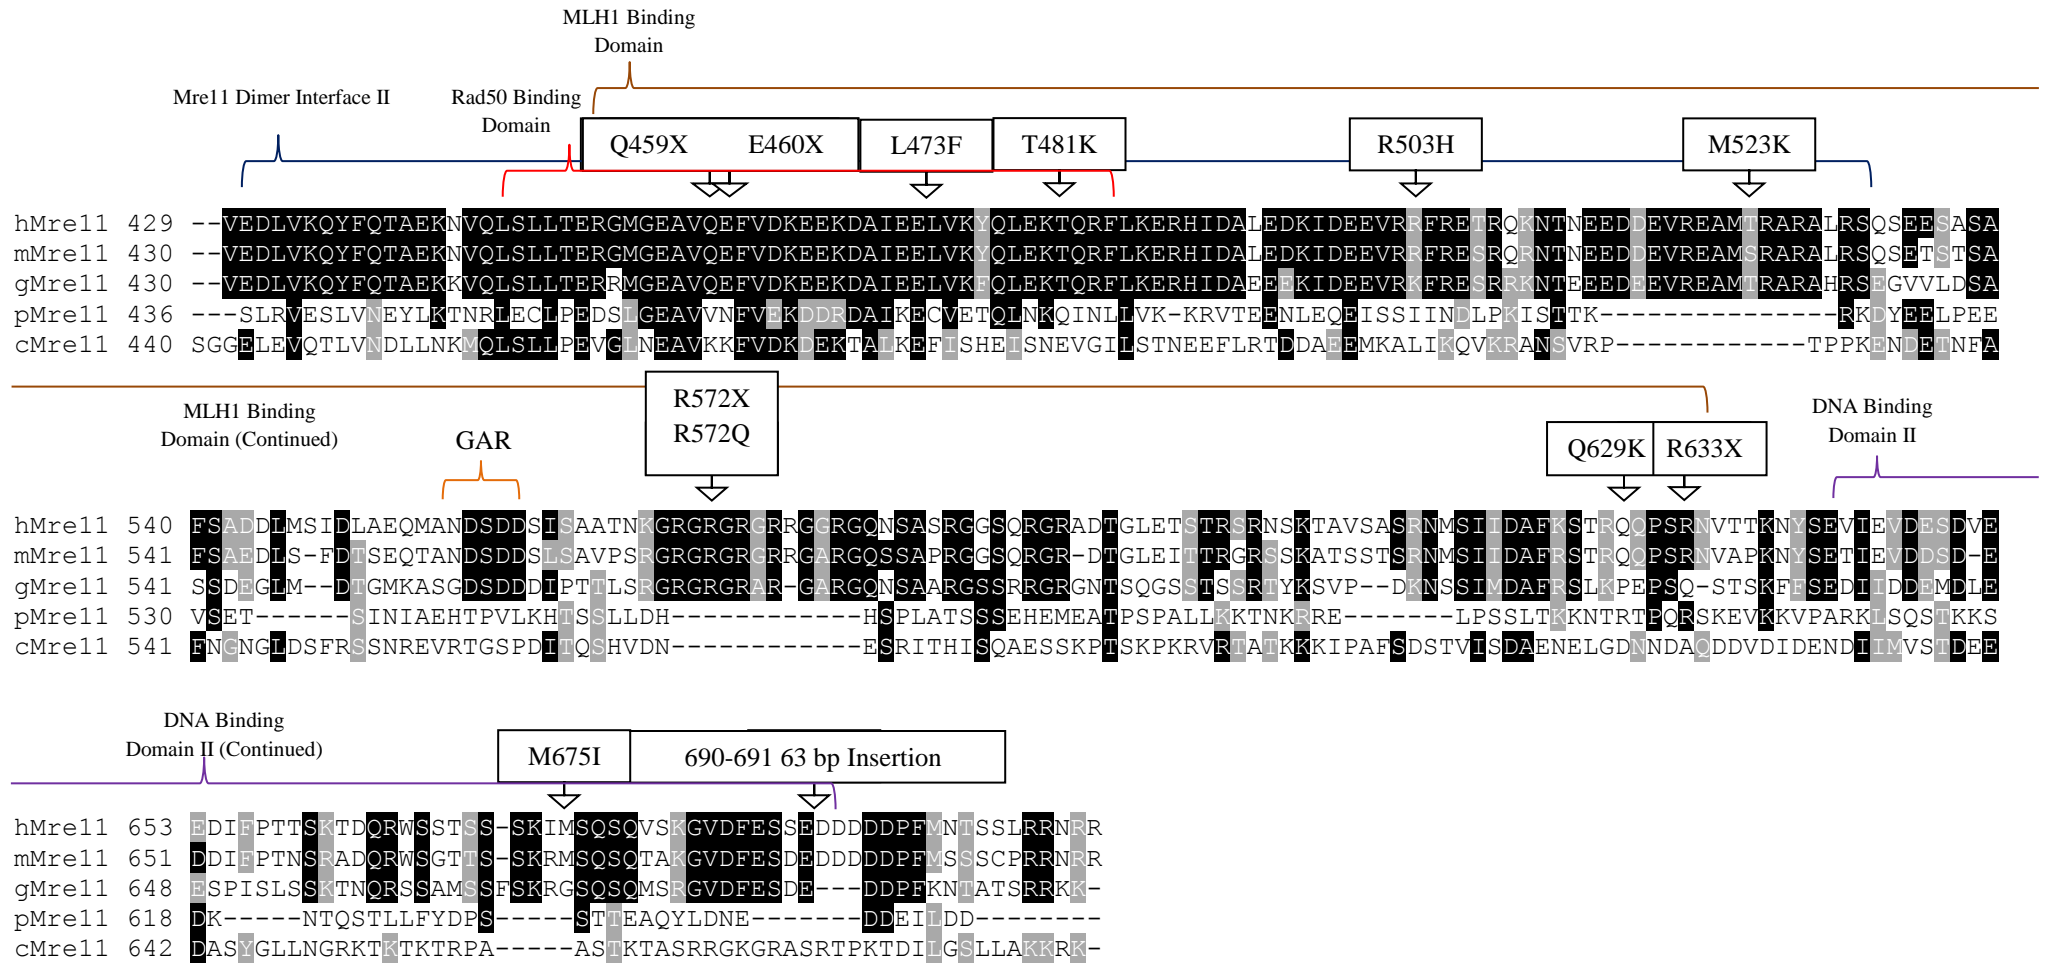 MLH1 Binding
Domain
Mre11 Dimer Interface II
Rad50 Binding
Domain
Q459X E460X L473F T481K R503H M523K
hMre11 429 --VEDLVKQYFQTAEKNVQLSLLTERGMGEAVQEFVDKEEKDAIEELVKYQLEKTQRFLKERHIDALEDKIDEEVRRFRETRQKNTNEEDDEVREAMTRARALRSQSEESASA
mMre11 430 --VEDLVKQYFQTAEKNVQLSLLTERGMGEAVQEFVDKEEKDAIEELVKYQLEKTQRFLKERHIDALEDKIDEEVRRFRESRQRNTNEEDDEVREAMSRARALRSQSETSTSA
gMre11 430 --VEDLVKQYFQTAEKKVQLSLLTERRMGEAVQEFVDKEEKDAIEELVKFQLEKTQRFLKERHIDAEEEKIDEEVRKFRESRRKNTEEEDEEVREAMTRARAHRSEGVVLDSA
pMre11 436 ---SLRVESLVNEYLKTNRLECLPEDSLGEAVVNFVEKDDRDAIKECVETQLNKQINLLVK-KRVTEENLEQEISSIINDLPKISTTK---------------RKDYEELPEE
cMre11 440 SGGELEVQTLVNDLLNKMQLSLLPEVGLNEAVKKFVDKDEKTALKEFISHEISNEVGILSTNEEFLRTDDAEEMKALIKQVKRANSVRP------------TPPKENDETNFA
MLH1 Binding
Domain (Continued)
GAR
R572X
R572Q
Q629K R633X
DNA Binding
Domain II
hMre11 540 FSADDLMSIDLAEQMANDSDDSISAATNKGRGRGRGRRGGRGQNSASRGGSQRGRADTGLETSTRSRNSKTAVSASRNMSIIDAFKSTRQQPSRNVTTKNYSEVIEVDESDVE
mMre11 541 FSAEDLS-FDTSEQTANDSDDSLSAVPSRGRGRGRGRRGARGQSSAPRGGSQRGR-DTGLEITTRGRSSKATSSTSRNMSIIDAFRSTRQQPSRNVAPKNYSETIEVDDSD-E
gMre11 541 SSDEGLM--DTGMKASGDSDDDIPTTLSRGRGRGRAR-GARGQNSAARGSSRRGRGNTSQGSSTSSRTYKSVP--DKNSSIMDAFRSLKPEPSQ-STSKFFSEDIIDDEMDLE
pMre11 530 VSET------SINIAEHTPVLKHTSSLLDH------------HSPLATSSSEHEMEATPSPALLKKTNKRRE-------LPSSLTKKNTRTPQRSKEVKKVPARKLSQSTKKS
cMre11 541 FNGNGLDSFRSSNREVRTGSPDITQSHVDN------------ESRITHISQAESSKPTSKPKRVRTATKKKIPAFSDSTVISDAENELGDNNDAQDDVDIDENDIIMVSTDEE
DNA Binding
Domain II (Continued)
M675I 690-691 63 bp Insertion
hMre11 653 EDIFPTTSKTDQRWSSTSS-SKIMSQSQVSKGVDFESSEDDDDDPFMNTSSLRRNRR
mMre11 651 DDIFPTNSRADQRWSGTTS-SKRMSQSQTAKGVDFESDEDDDDDPFMSSSCPRRNRR
gMre11 648 ESPISLSSKTNQRSSAMSSFSKRGSQSQMSRGVDFESDE---DDPFKNTATSRRKK-
pMre11 618 DK-----NTQSTLLFYDPS-----STTEAQYLDNE-------DDEILDD--------
cMre11 642 DASYGLLNGRKTKTKTRPA-----ASTKTASRRGKGRASRTPKTDILGSLLAKKRK-